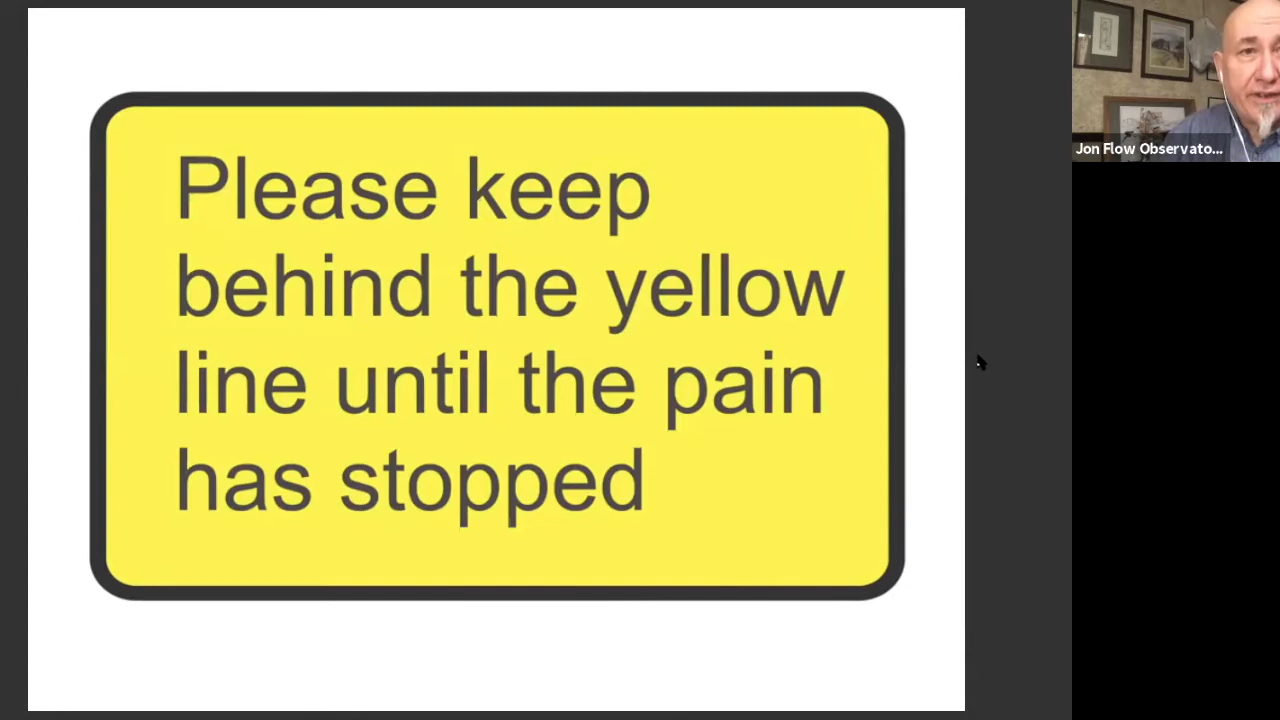 Please keep
behind the yellow
line until the pain
has stopped
Jon Flow Observato...